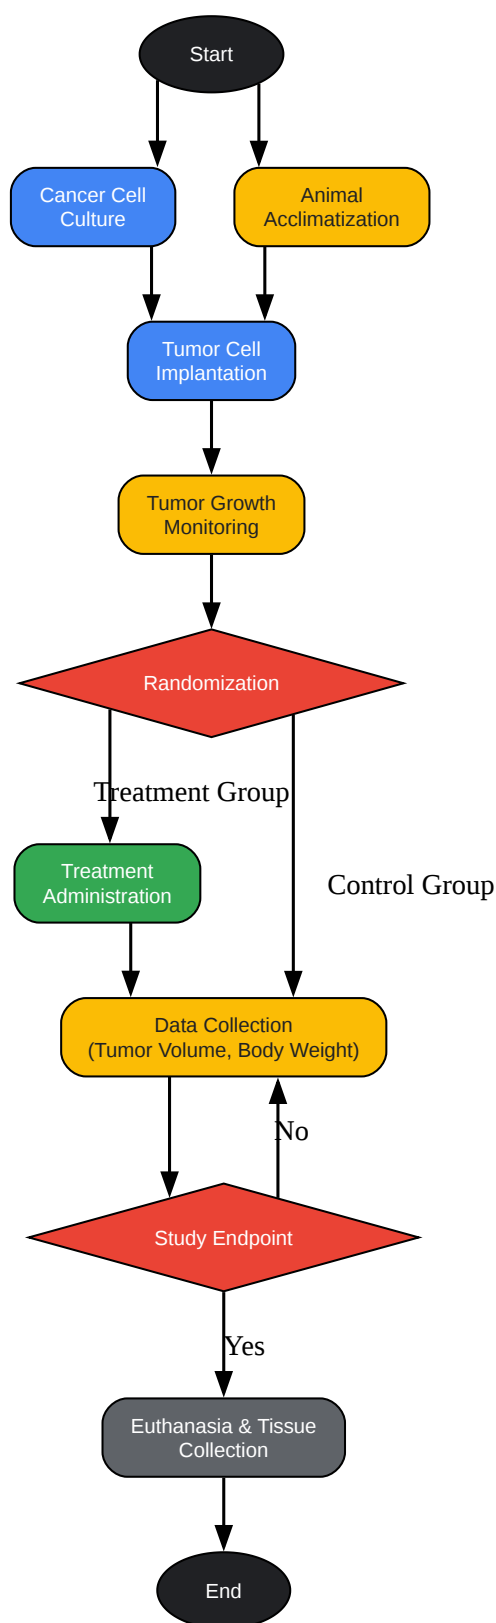 Start
Cancer Cell
Culture
Animal
Acclimatization
Tumor Cell
Implantation
Tumor Growth
Monitoring
Randomization
Treatment Group
Treatment
Administration
Control Group
Data Collection
(Tumor Volume, Body Weight)
No
Study Endpoint
Yes
Euthanasia & Tissue
Collection
End